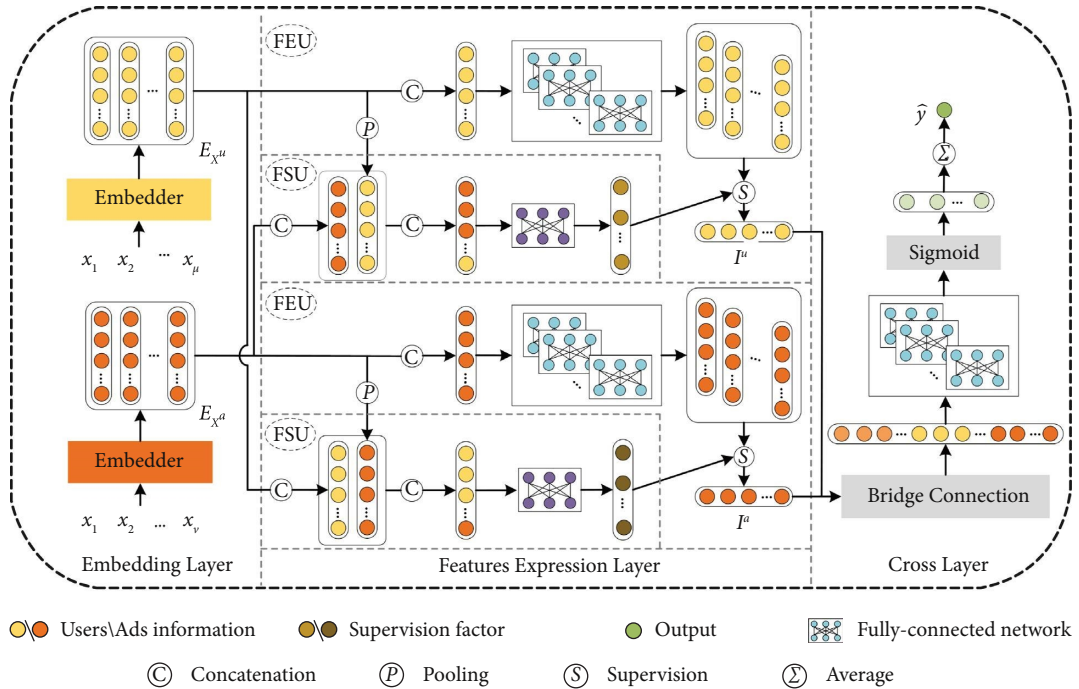 FEU
C
P
E_{X^u}
Embedder
x_1 x_2 ... x_μ
FSU
C
C
S
I^u
FEU
C
P
E_{X^a}
Embedder
x_1 x_2 ... x_v
FSU
C
C
S
I^a
ŷ
Σ
Sigmoid
Bridge Connection
Embedding Layer
Features Expression Layer
Cross Layer
Users\Ads information
Supervision factor
Output
Fully-connected network
C Concatenation
P Pooling
S Supervision
Σ Average